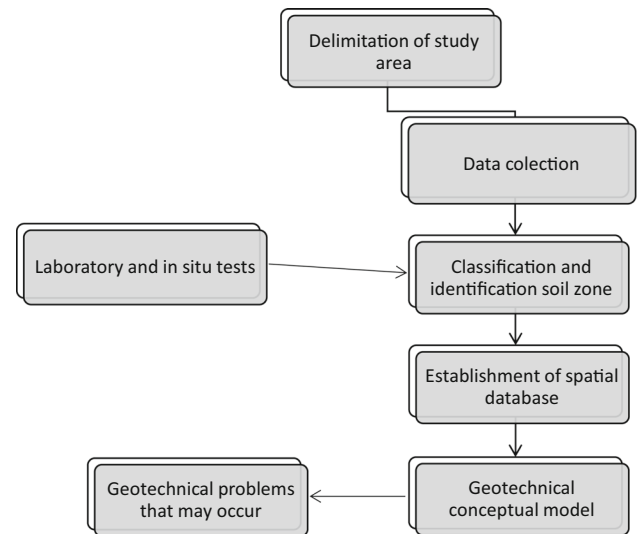 Delimitation of study
area
Data colection
Laboratory and in situ tests
Classification and
identification soil zone
Establishment of spatial
database
Geotechnical problems
that may occur
Geotechnical
conceptual model